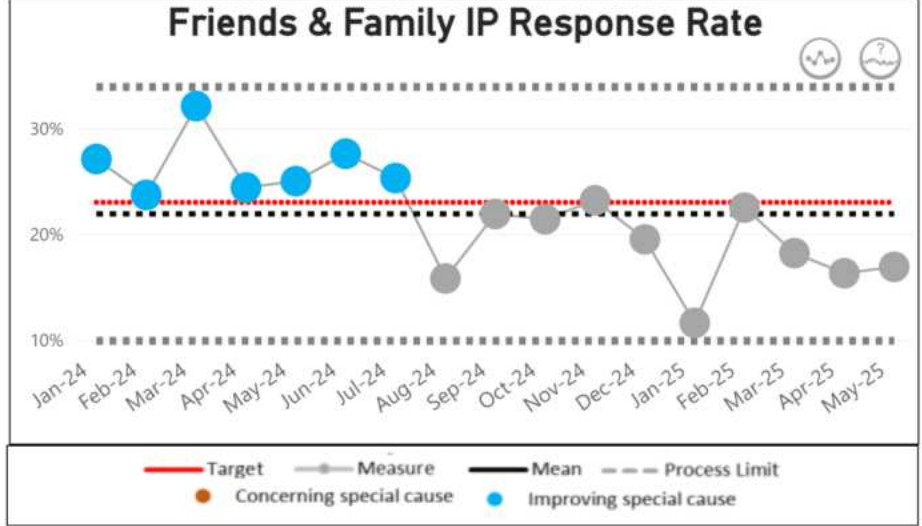 Friends & Family IP Response Rate
?
30%
20%
10%
Jan-24 Feb-24 Mar-24 Apr-24 May-24 Jun-24 Jul-24 Aug-24 Sep-24 Oct-24 Nov-24 Dec-24 Jan-25 Feb-25 Mar-25 Apr-25 May-25
Target Measure Mean Process Limit
Concerning special cause Improving special cause